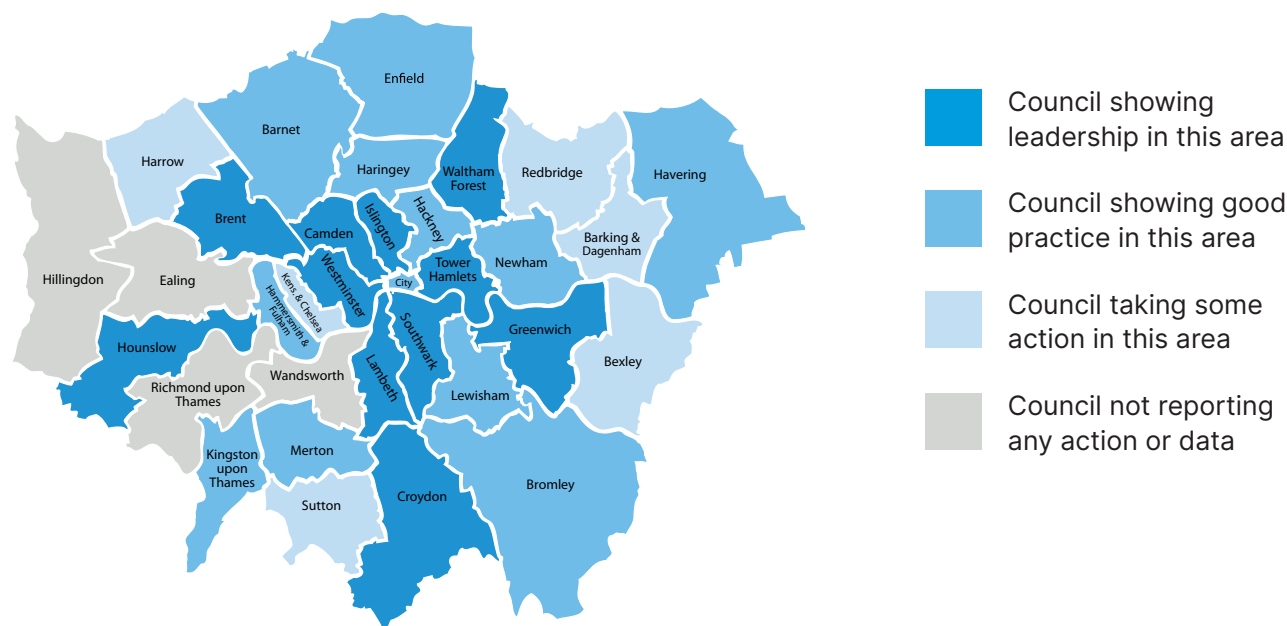 Enfield
Barnet
Harrow
Haringey
Waltham
Forest
Redbridge
Havering
Brent
Camden
Islington
Hackney
Barking &
Dagenham
Hillingdon
Ealing
Westminster
City
Tower
Hamlets
Newham
Kens. & Chelsea
Hammersmith &
Fulham
Hounslow
Southwark
Greenwich
Bexley
Richmond upon
Thames
Wandsworth
Lambeth
Lewisham
Kingston
upon
Thames
Merton
Sutton
Croydon
Bromley
Council showing
leadership in this area
Council showing good
practice in this area
Council taking some
action in this area
Council not reporting
any action or data